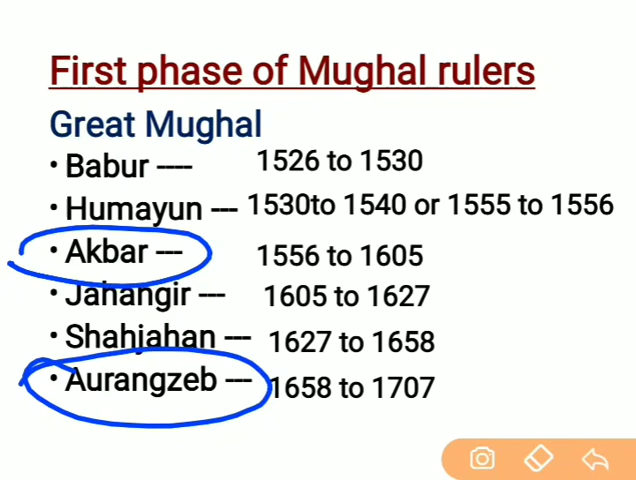 First phase of Mughal rulers
Great Mughal
• Babur ---- 1526 to 1530
• Humayun --- 1530to 1540 or 1555 to 1556
• Akbar --- 1556 to 1605
• Jahangir --- 1605 to 1627
• Shahjahan --- 1627 to 1658
• Aurangzeb --- 1658 to 1707